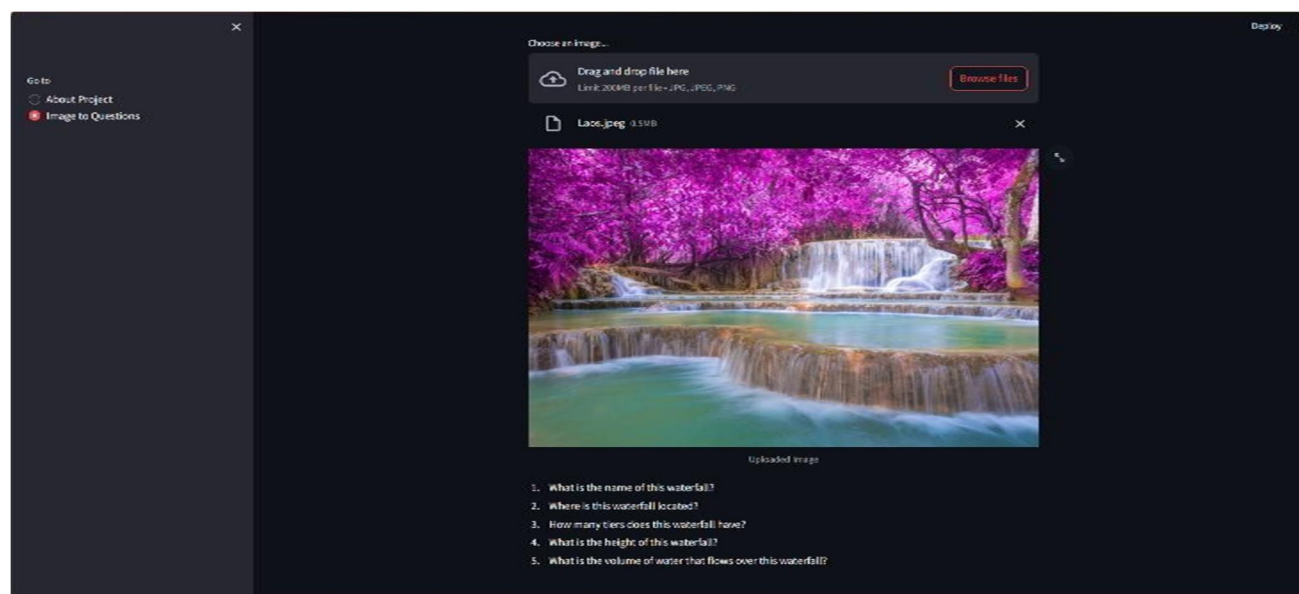 Deploy
Go to
About Project
Image to Questions
Choose an image...
Drag and drop file here
Limit 200MB per file • JPG, JPEG, PNG
Browse files
Laos.jpeg 0.5MB
Uploaded Image
1. What is the name of this waterfall?
2. Where is this waterfall located?
3. How many tiers does this waterfall have?
4. What is the height of this waterfall?
5. What is the volume of water that flows over this waterfall?